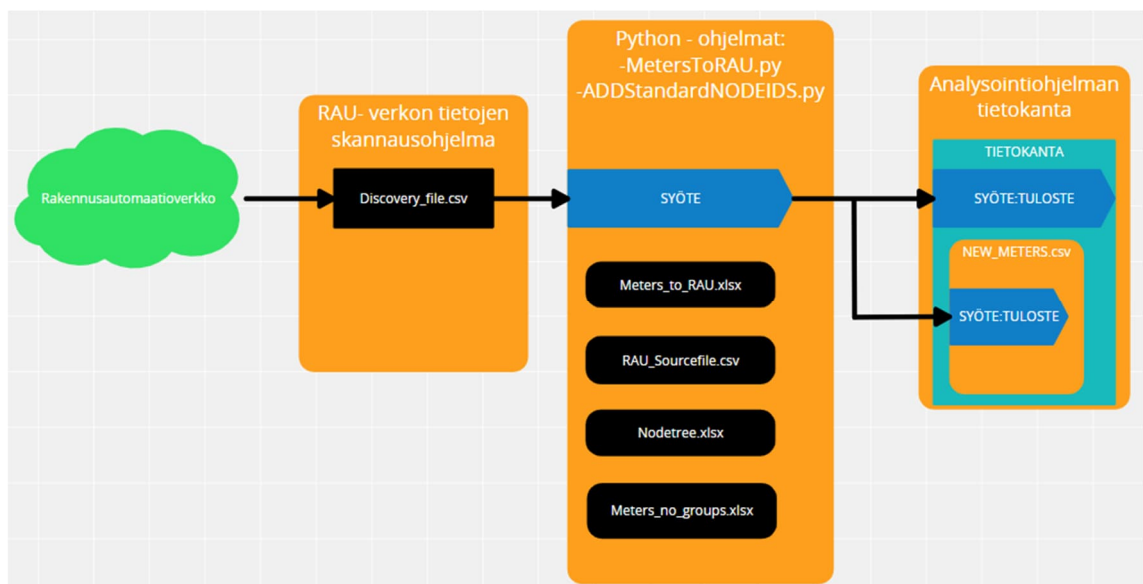 Rakennusautomaatioverkko
RAU- verkon tietojen
skannausohjelma
Discovery_file.csv
Python - ohjelmat:
-MetersToRAU.py
-ADDStandardNODEIDS.py
SYÖTE
Meters_to_RAU.xlsx
RAU_Sourcefile.csv
Nodetree.xlsx
Meters_no_groups.xlsx
Analysointiohjelman
tietokanta
TIETOKANTA
SYÖTE:TULOSTE
NEW_METERS.csv
SYÖTE:TULOSTE